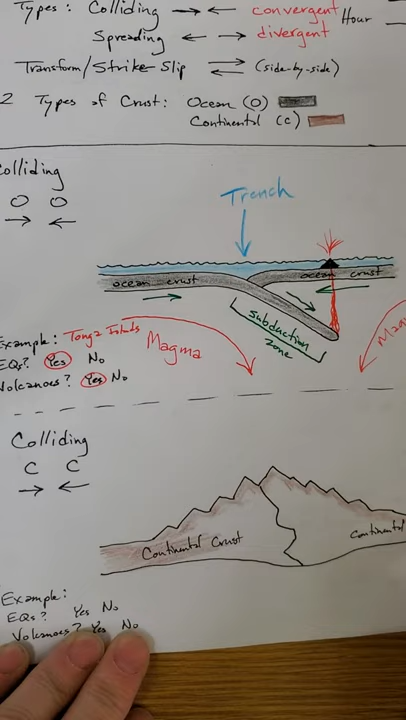 Types: Colliding → ← convergent Hour
Spreading ← → divergent
Transform/Strike-Slip (side-by-side)
2 Types of Crust: Ocean (O)
Continental (C)
Colliding
O O
→ ←
Trench
ocean crust ocean crust
Subduction
zone
Example: Tonga Islands
EQs? Yes No
Volcanoes? Yes No
Magma
Mag
Colliding
C C
→ ←
Continental Crust
Continental
Example:
EQs? Yes No
Volcanoes? Yes No